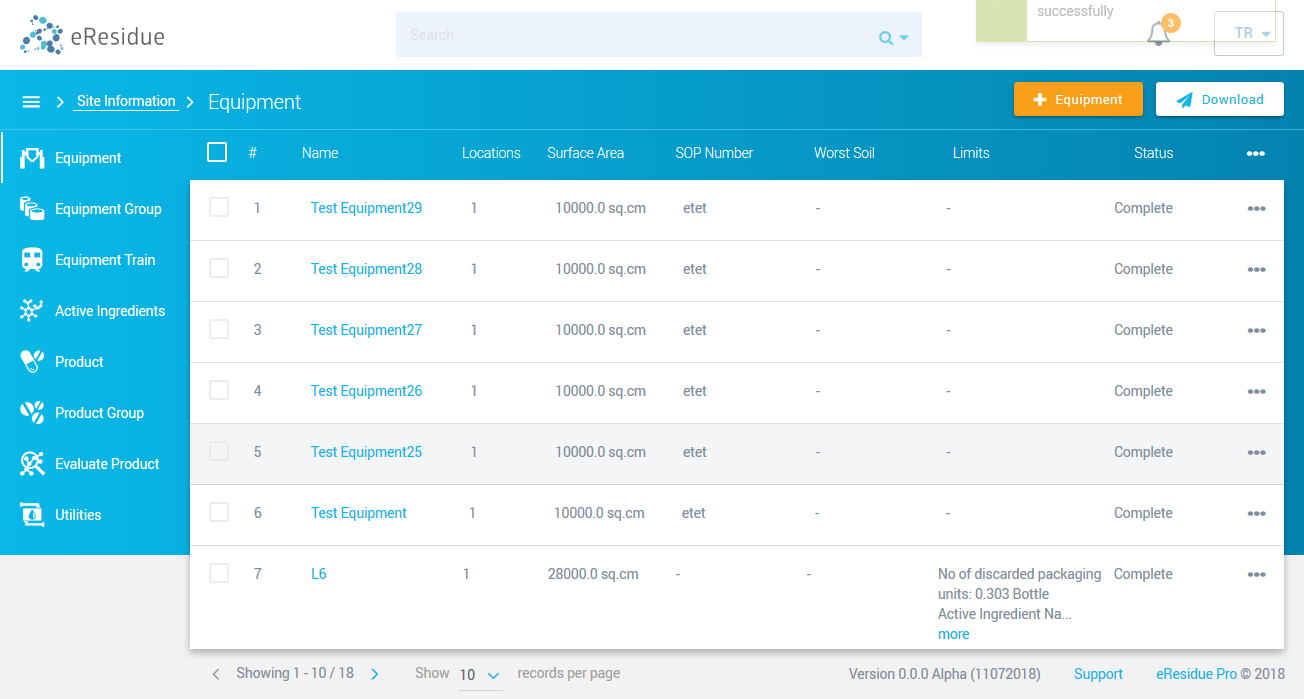 eResidue
Search
successfully
3
TR
Site Information
Equipment
Equipment
Download
Equipment
Equipment Group
Equipment Train
Active Ingredients
Product
Product Group
Evaluate Product
Utilities
# Name Locations Surface Area SOP Number Worst Soil Limits Status
1 Test Equipment29 1 10000.0 sq.cm etet - - Complete
2 Test Equipment28 1 10000.0 sq.cm etet - - Complete
3 Test Equipment27 1 10000.0 sq.cm etet - - Complete
4 Test Equipment26 1 10000.0 sq.cm etet - - Complete
5 Test Equipment25 1 10000.0 sq.cm etet - - Complete
6 Test Equipment 1 10000.0 sq.cm etet - - Complete
7 L6 1 28000.0 sq.cm - - No of discarded packaging Complete
units: 0.303 Bottle
Active Ingredient Na...
more
Showing 1 - 10 / 18 Show 10 records per page Version 0.0.0 Alpha (11072018) Support eResidue Pro © 2018